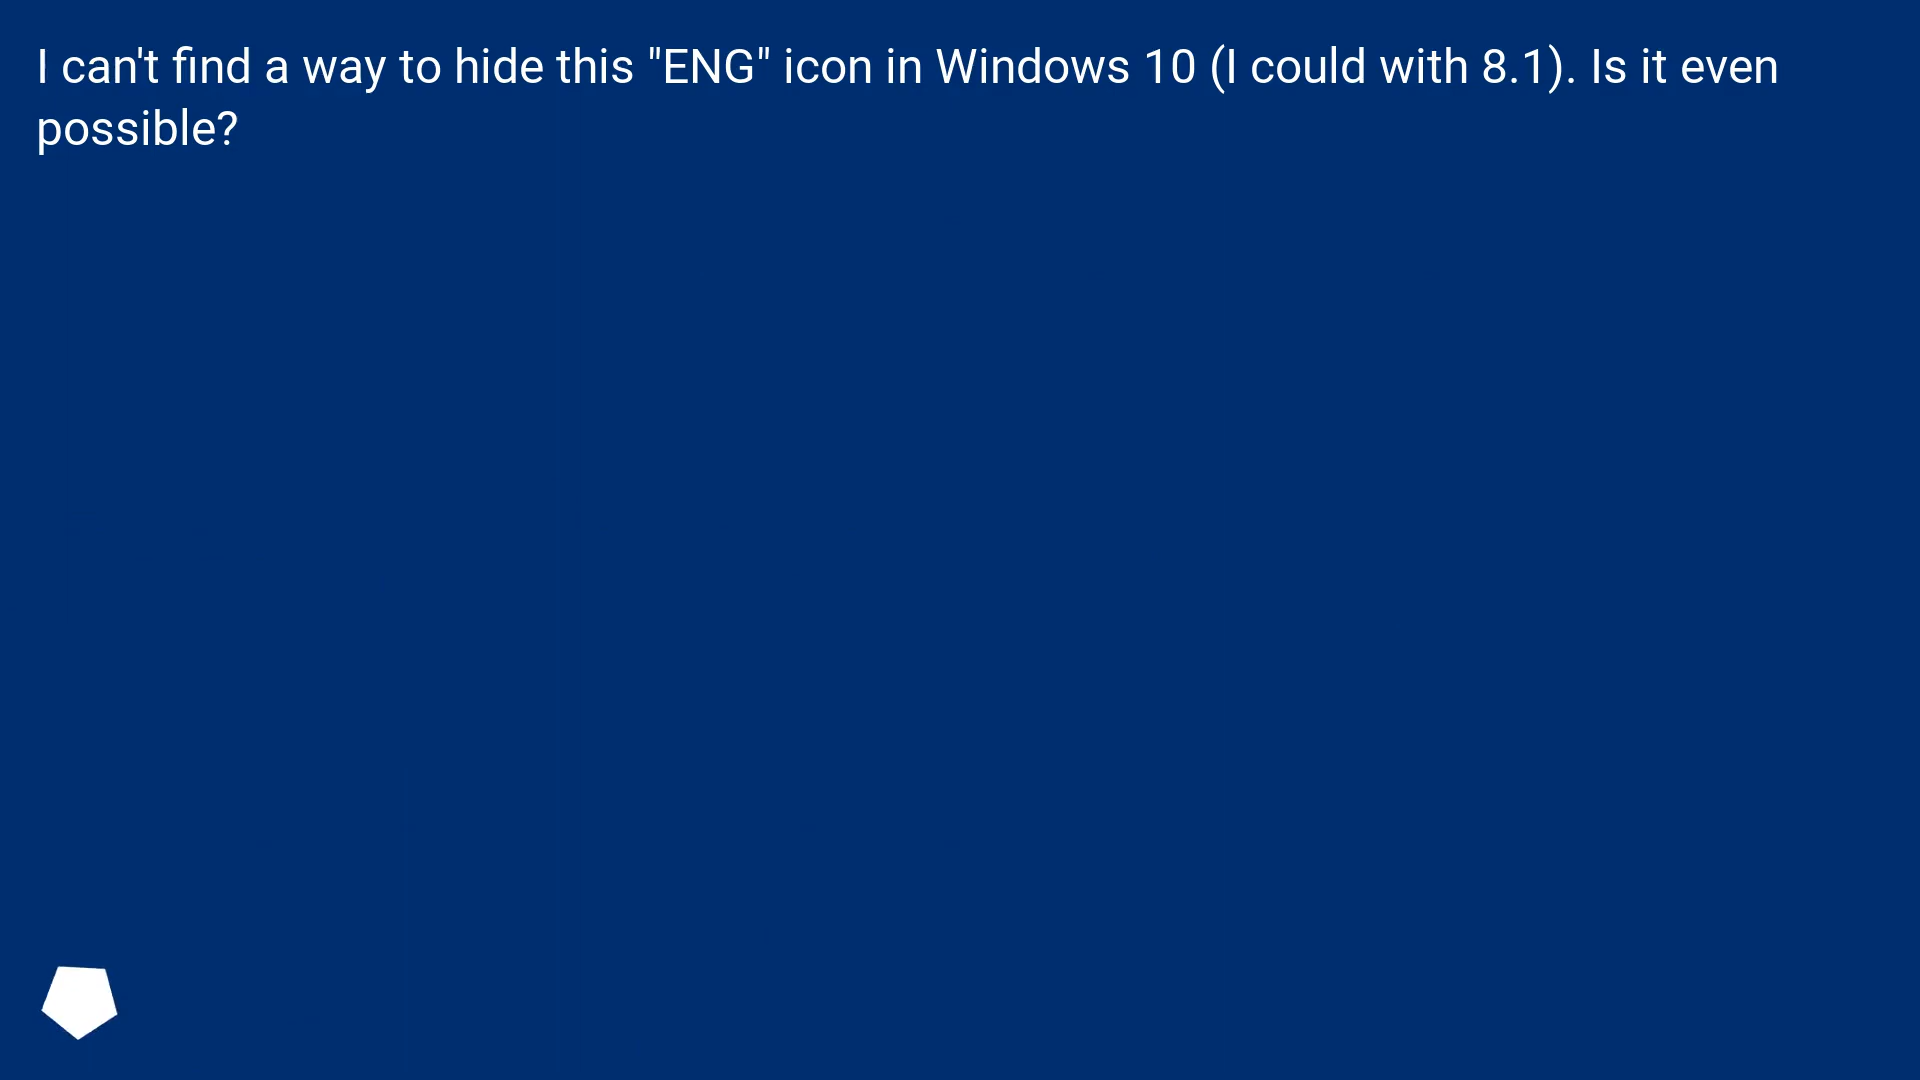 I can't find a way to hide this "ENG" icon in Windows 10 (I could with 8.1). Is it even
possible?